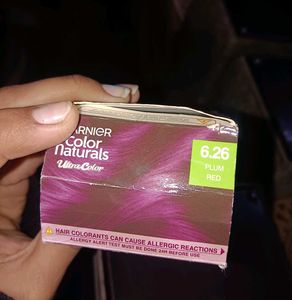 GARNIER
Color
naturals
UltraColor
6.26
PLUM
RED
HAIR COLORANTS CAN CAUSE ALLERGIC REACTIONS
ALLERGY ALERT TEST MUST BE DONE 24H BEFORE USE